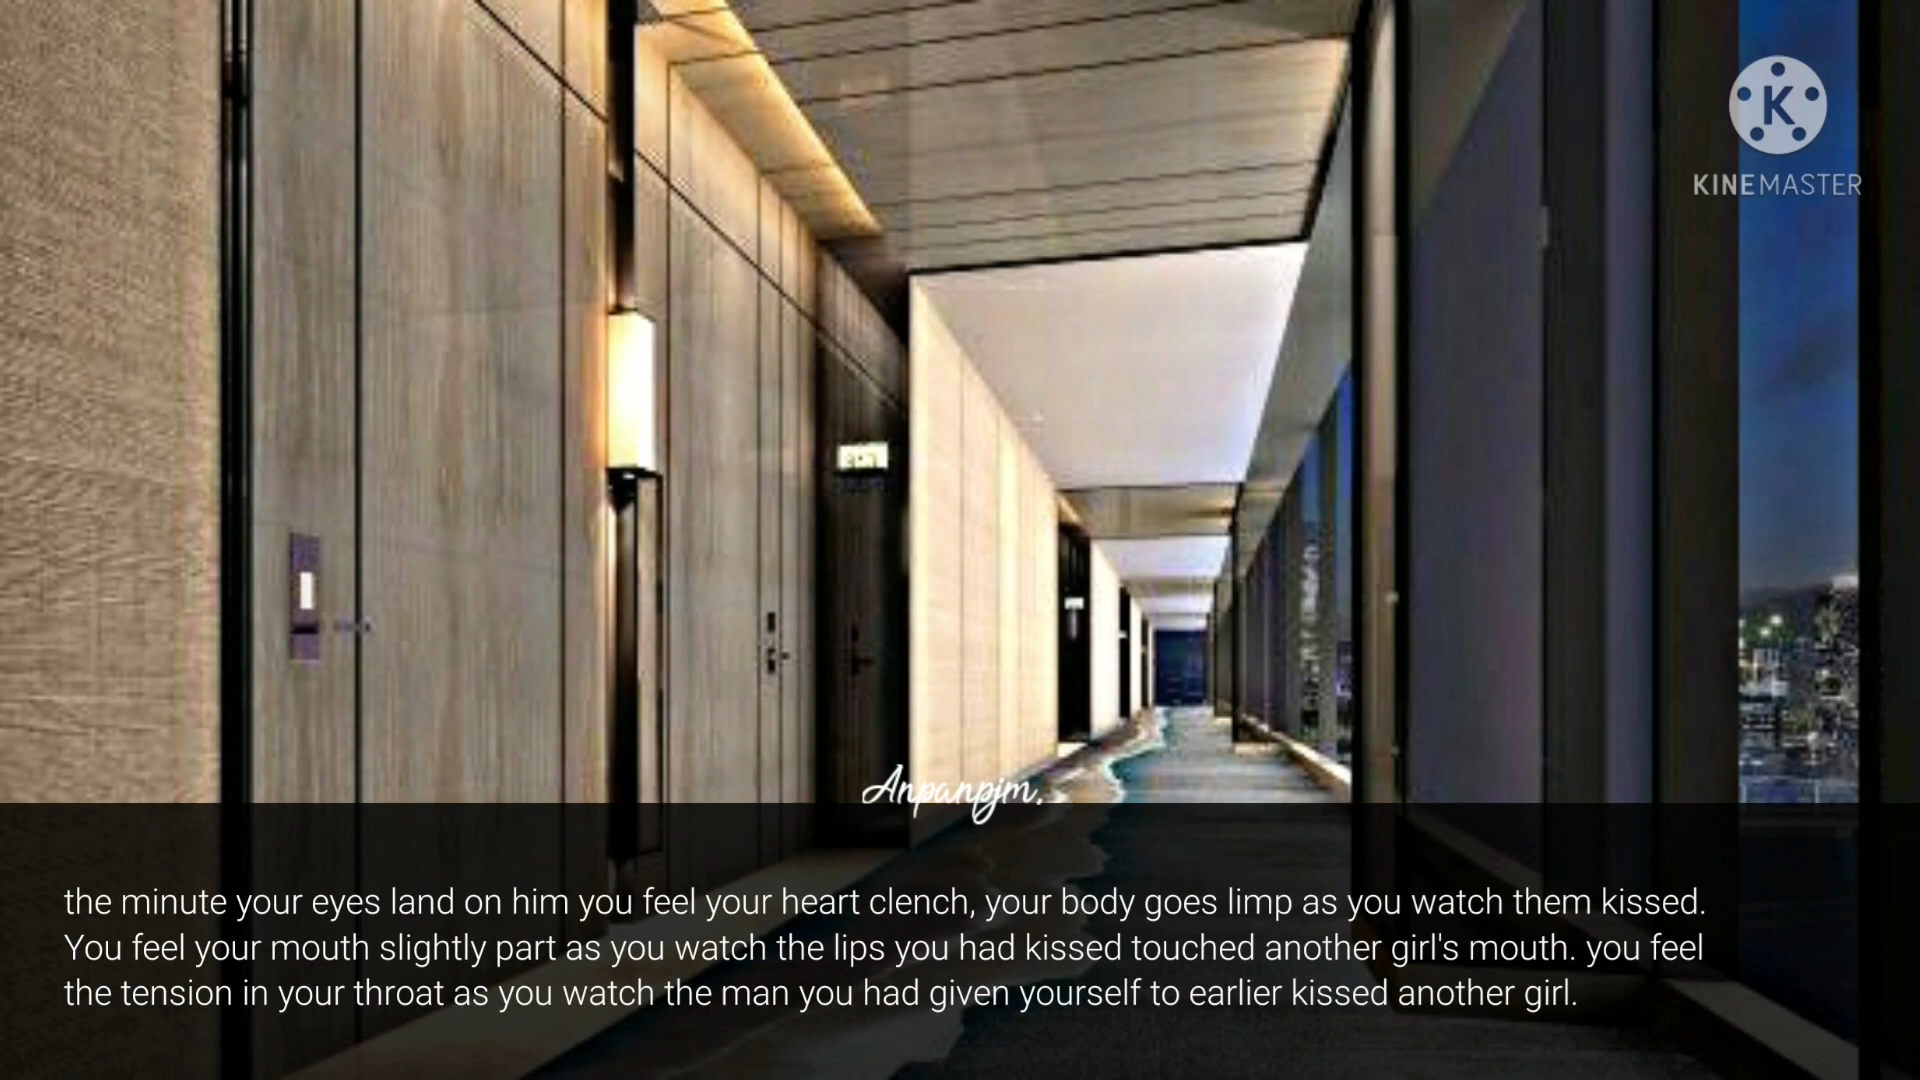 KINEMASTER
Anpanpjm.
the minute your eyes land on him you feel your heart clench, your body goes limp as you watch them kissed.
You feel your mouth slightly part as you watch the lips you had kissed touched another girl's mouth. you feel
the tension in your throat as you watch the man you had given yourself to earlier kissed another girl.